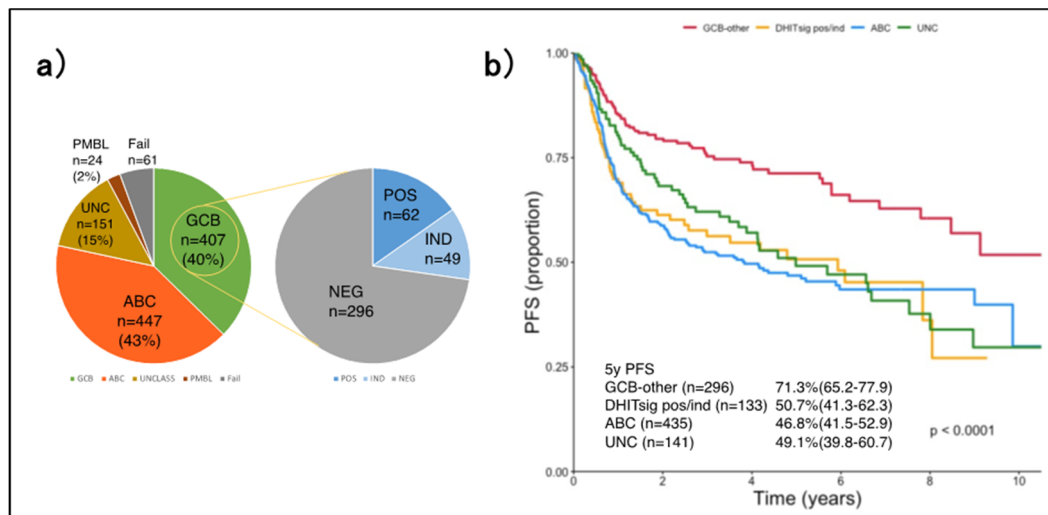 a)
PMBL
n=24
(2%)
Fail
n=61
UNC
n=151
(15%)
GCB
n=407
(40%)
ABC
n=447
(43%)
GCB ABC UNCLASS PMBL Fail
POS
n=62
IND
n=49
NEG
n=296
POS IND NEG
b)
GCB-other DHITsig pos/ind ABC UNC
PFS (proportion)
1.00
0.75
0.50
0.25
0.00
5y PFS
GCB-other (n=296) 71.3%(65.2-77.9)
DHITsig pos/ind (n=133) 50.7%(41.3-62.3)
ABC (n=435) 46.8%(41.5-52.9)
UNC (n=141) 49.1%(39.8-60.7)
p < 0.0001
0 2 4 6 8 10
Time (years)